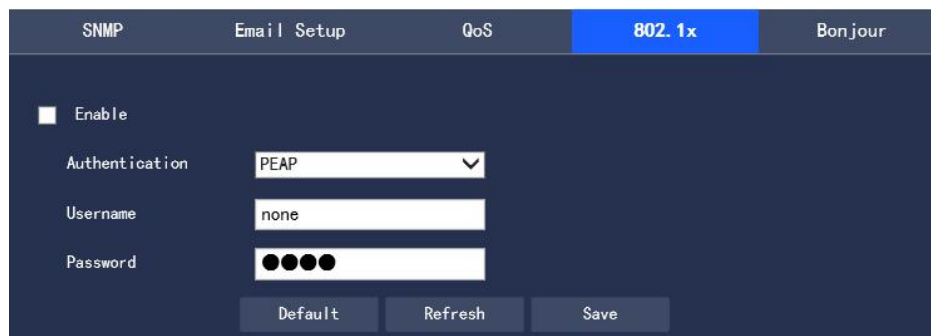 SNMP Email Setup QoS 802.1x Bonjour
Enable
Authentication PEAP
Username none
Password ●●●●
Default Refresh Save